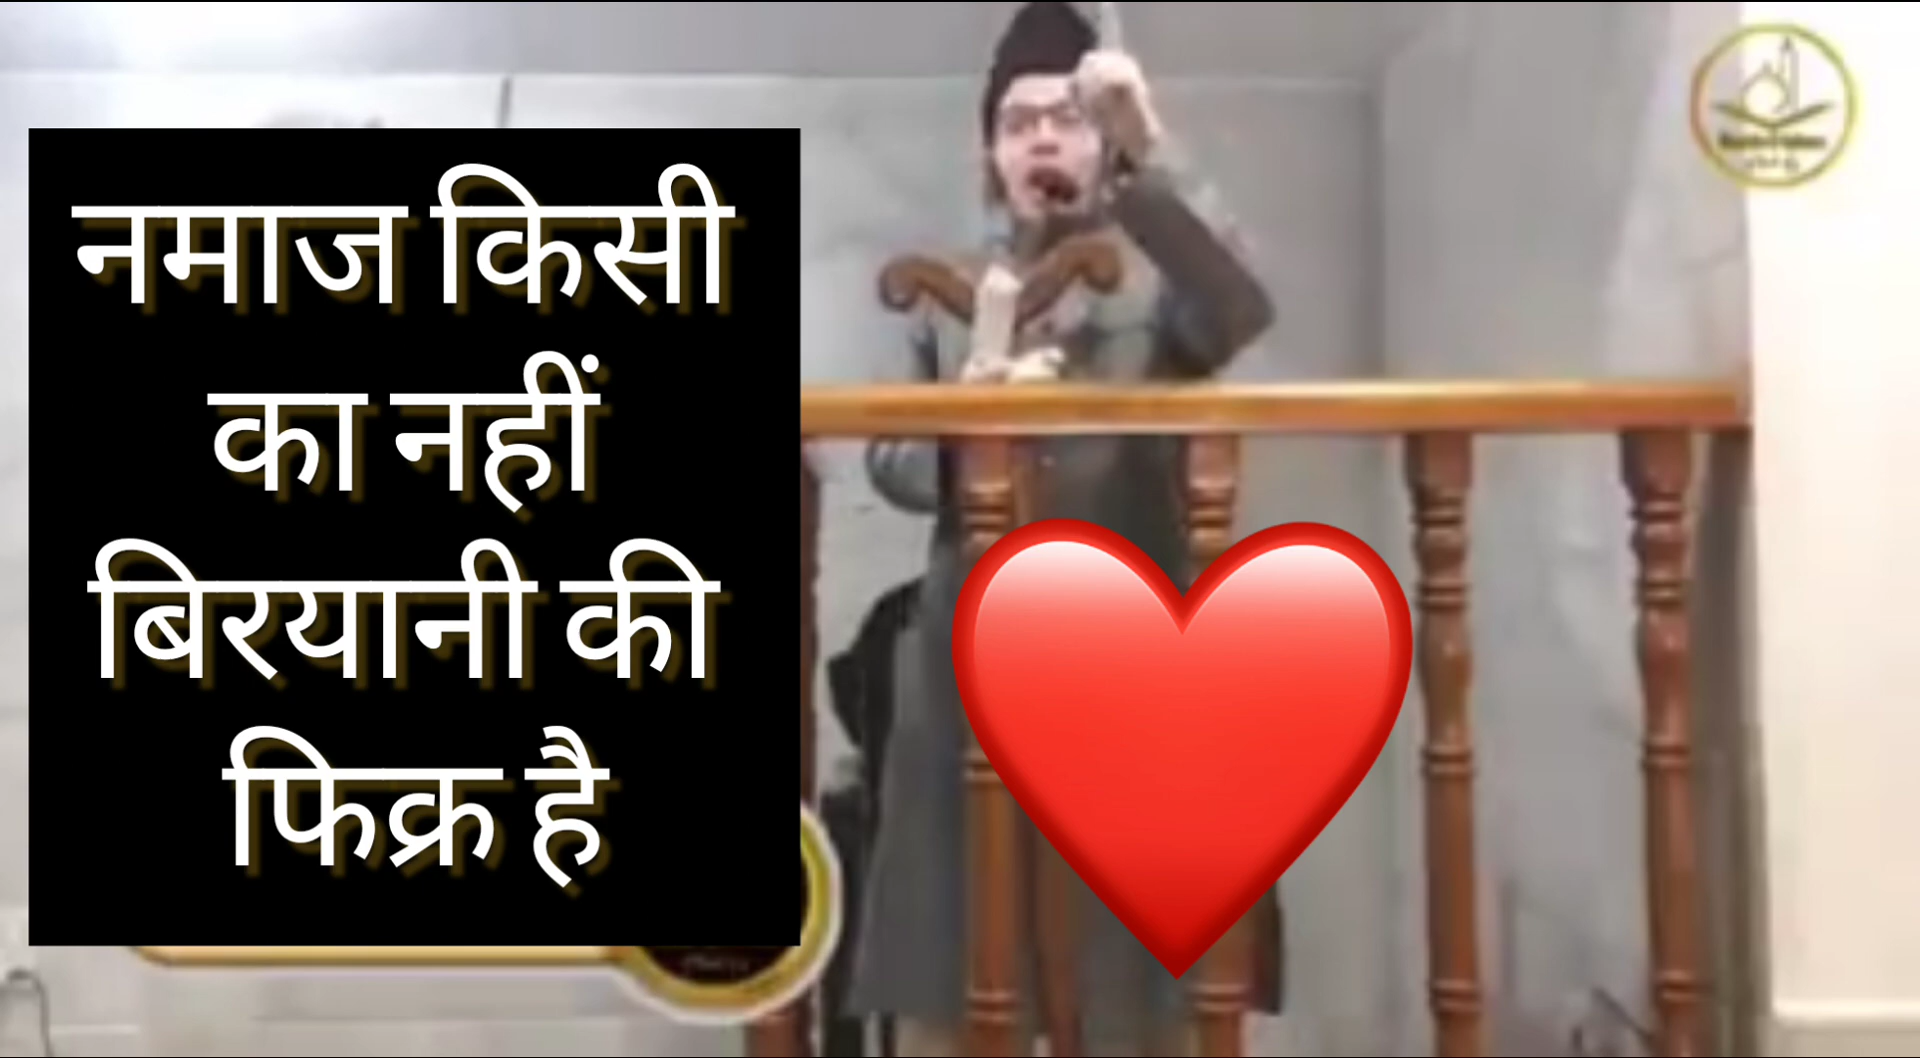 नमाज किसी
का नहीं
बिरयानी की
फिक्र है